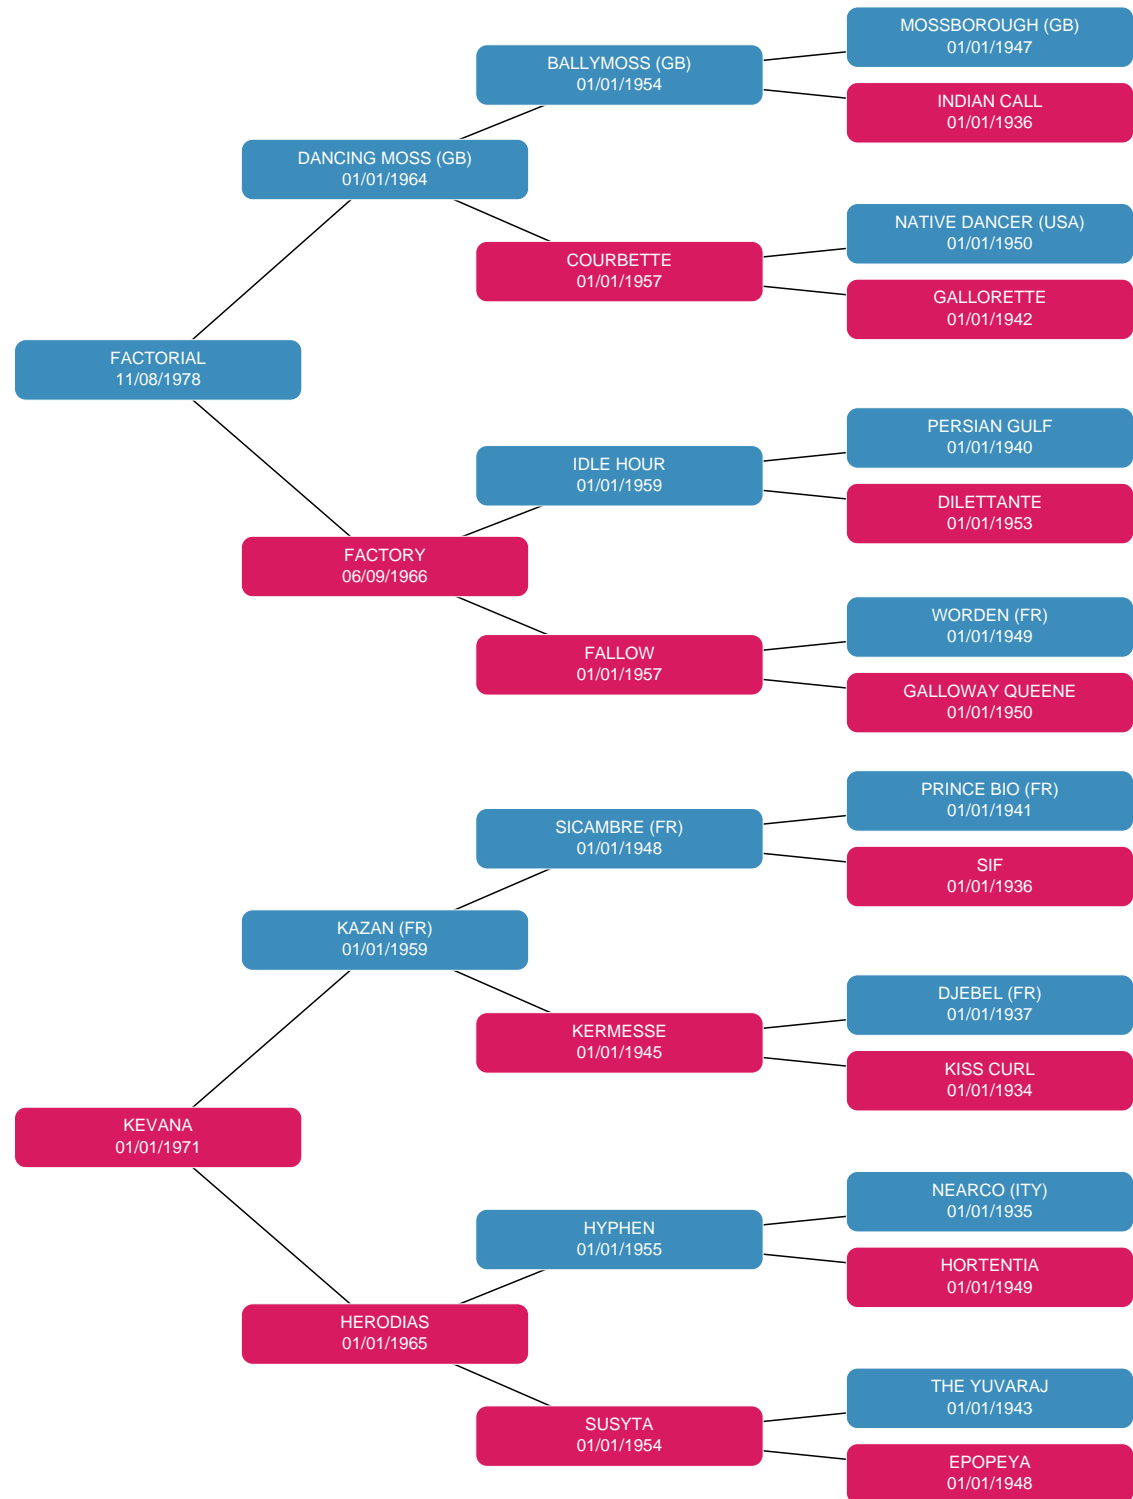 MOSSBOROUGH (GB)
01/01/1947
BALLYMOSS (GB)
01/01/1954
INDIAN CALL
01/01/1936
DANCING MOSS (GB)
01/01/1964
NATIVE DANCER (USA)
01/01/1950
COURBETTE
01/01/1957
GALLORETTE
01/01/1942
FACTORIAL
11/08/1978
PERSIAN GULF
01/01/1940
IDLE HOUR
01/01/1959
DILETTANTE
01/01/1953
FACTORY
06/09/1966
WORDEN (FR)
01/01/1949
FALLOW
01/01/1957
GALLOWAY QUEENE
01/01/1950
PRINCE BIO (FR)
01/01/1941
SICAMBRE (FR)
01/01/1948
SIF
01/01/1936
KAZAN (FR)
01/01/1959
DJEBEL (FR)
01/01/1937
KERMESSE
01/01/1945
KISS CURL
01/01/1934
KEVANA
01/01/1971
NEARCO (ITY)
01/01/1935
HYPHEN
01/01/1955
HORTENTIA
01/01/1949
HERODIAS
01/01/1965
THE YUVARAJ
01/01/1943
SUSYTA
01/01/1954
EPOPEYA
01/01/1948